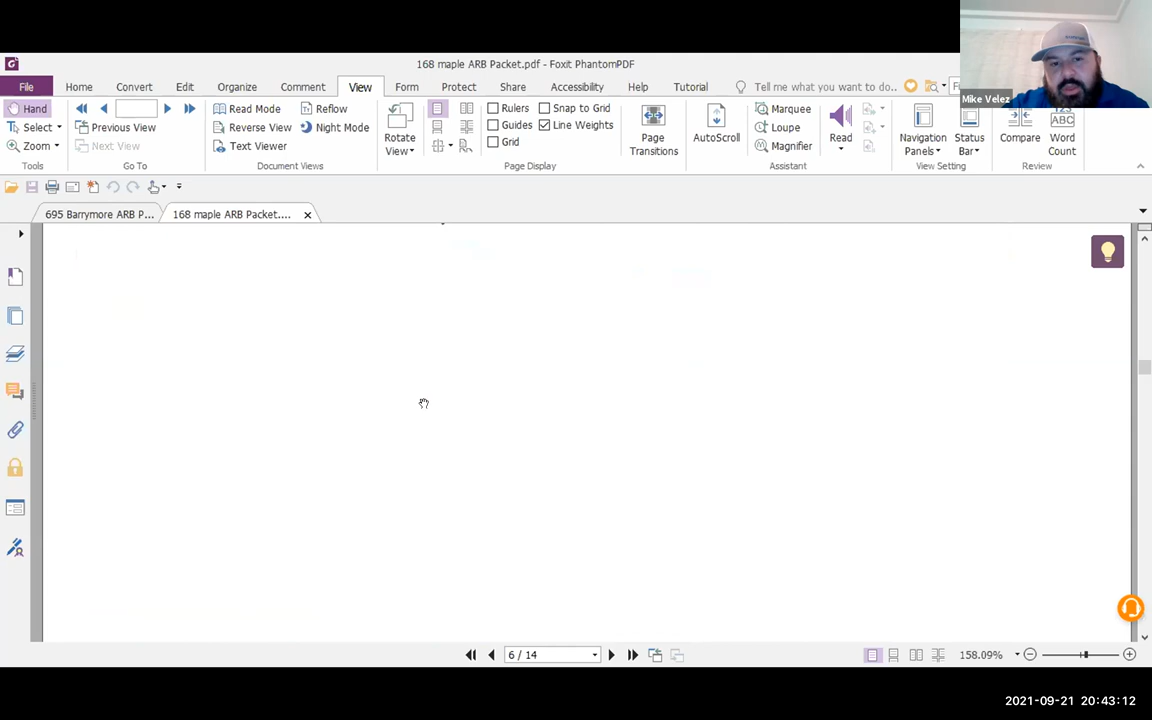 168 maple ARB Packet.pdf - Foxit PhantomPDF
File Home Convert Edit Organize Comment View Form Protect Share Accessibility Help Tutorial Tell me what you want to do..
Hand
Select
Zoom
Tools
Previous View
Next View
Go To
Read Mode
Reverse View
Text Viewer
Reflow
Night Mode
Document Views
Rotate
View
Rulers
Guides
Grid
Snap to Grid
Line Weights
Page
Transitions
Page Display
AutoScroll
Marquee
Loupe
Magnifier
Read
Assistant
Navigation
Panels
Status
Bar
View Setting
Compare
Word
Count
Review
Mike Velez
695 Barrymore ARB P...
168 maple ARB Packet....
6 / 14
158.09%
2021-09-21 20:43:12